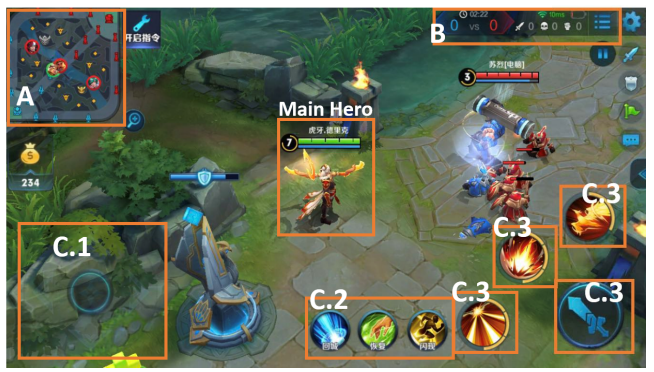 02:22
10ms
B
0 vs 0
0
0
0
开启指令
A
苏烈[电脑]
3
Main Hero
虎牙.德里克
7
S
234
C.1
C.3
C.3
C.2
C.3
C.3
回城
恢复
闪现